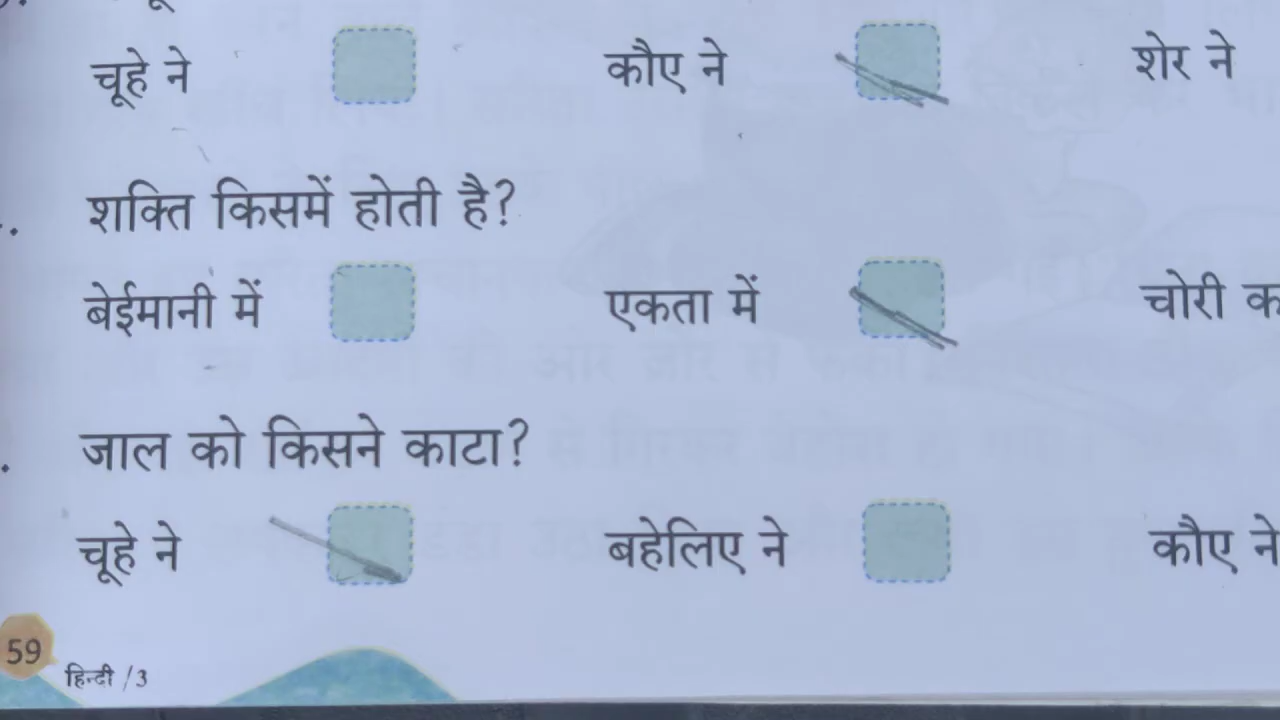 चूहे ने कौए ने शेर ने
शक्ति किसमें होती है?
बेईमानी में एकता में चोरी क
जाल को किसने काटा?
चूहे ने बहेलिए ने कौए ने
59
हिन्दी /3